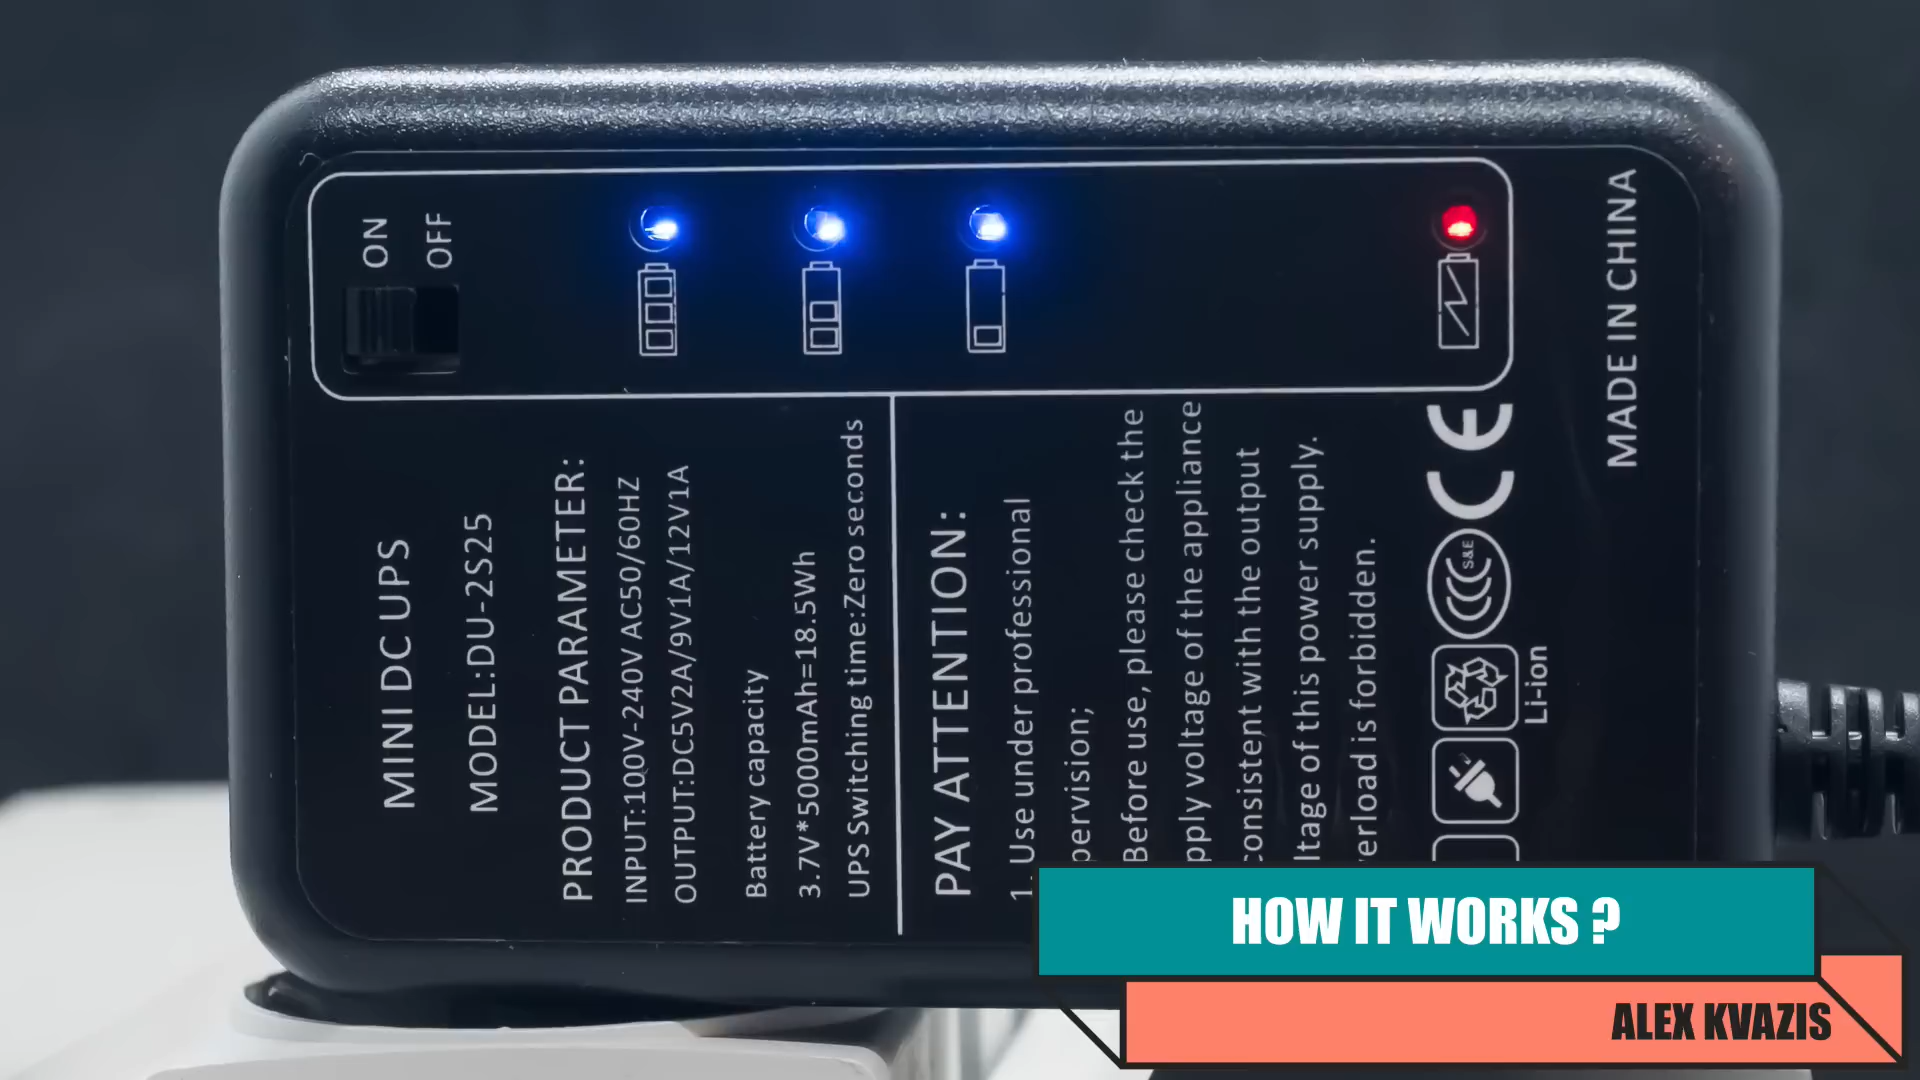 ON
OFF
MINI DC UPS
MODEL:DU-2S25
PRODUCT PARAMETER:
INPUT:100V-240V AC50/60HZ
OUTPUT:DC5V2A/9V1A/12V1A
Battery capacity
3.7V*5000mAh=18.5Wh
UPS Switching time:Zero seconds
PAY ATTENTION:
1. Use under professional
pervision;
Before use, please check the
pply voltage of the appliance
consistent with the output
ltage of this power supply.
erload is forbidden.
CE
S&E
Li-ion
MADE IN CHINA
HOW IT WORKS ?
ALEX KVAZIS